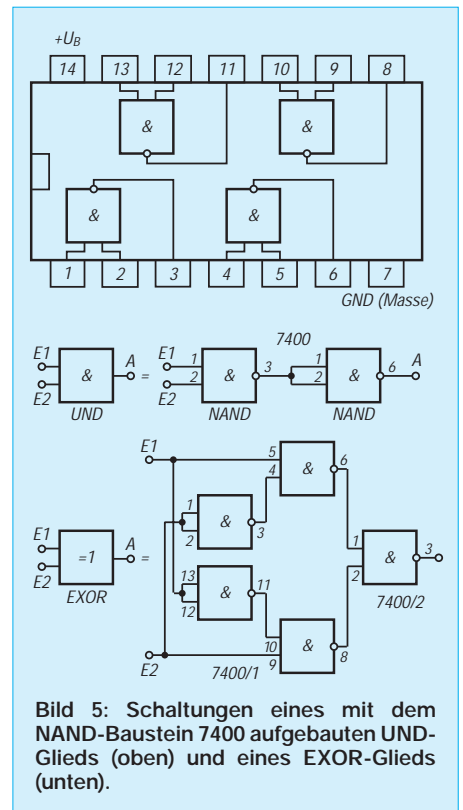 +U_B
14 13 12 11 10 9 8
& &
& &
1 2 3 4 5 6 7
GND (Masse)
7400
E1 A = E1 1 3 1 6 A
& & &
E2 E2 2 2
UND NAND NAND
E1
5 6
4 &
1
& 3
2
E1 A = 1 3
=1 &
E2 2
EXOR
13 11
&
12
7400/2
10
& 8
9
E2 7400/1
Bild 5: Schaltungen eines mit dem
NAND-Baustein 7400 aufgebauten UND-
Glieds (oben) und eines EXOR-Glieds
(unten).